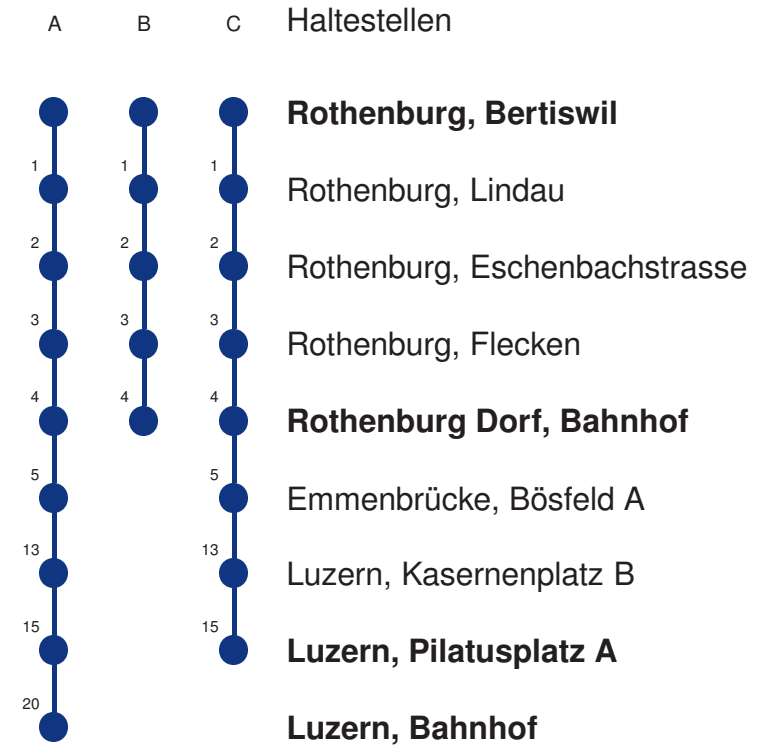 A B C Haltestellen
Rothenburg, Bertiswil
1 1 1 Rothenburg, Lindau
2 2 2 Rothenburg, Eschenbachstrasse
3 3 3 Rothenburg, Flecken
4 4 4 Rothenburg Dorf, Bahnhof
5 5 Emmenbrücke, Bösfeld A
13 13 Luzern, Kasernenplatz B
15 15 Luzern, Pilatusplatz A
20 Luzern, Bahnhof